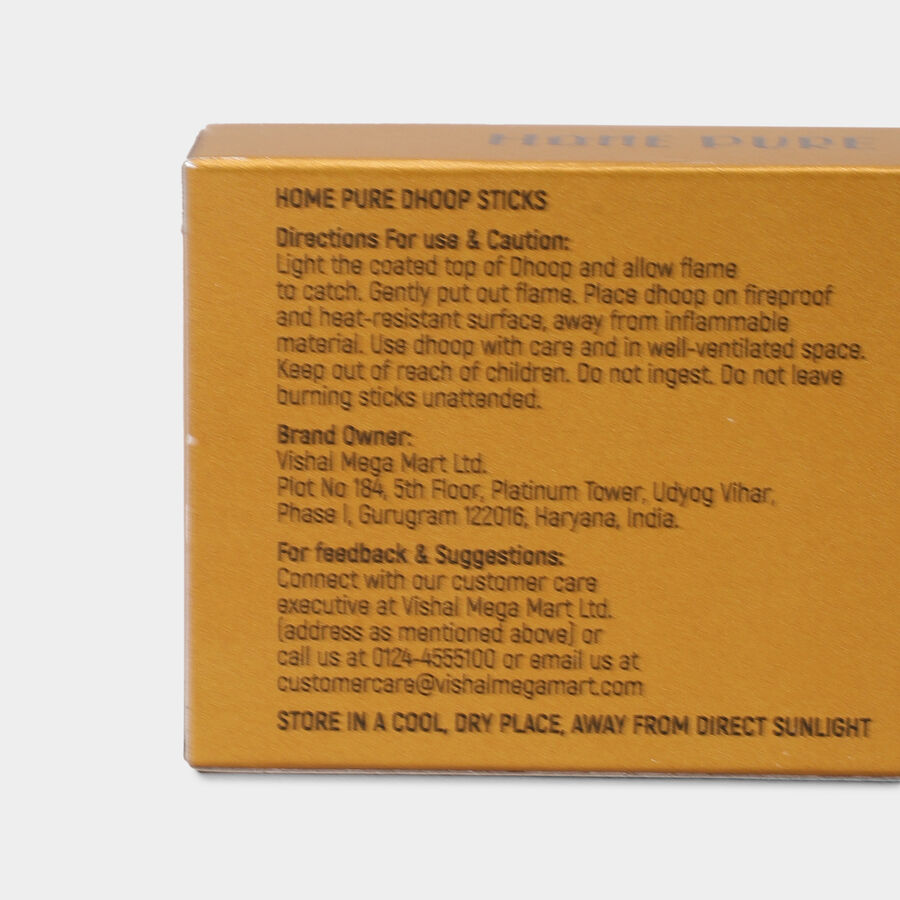 HOME PURE
HOME PURE DHOOP STICKS
Directions For use & Caution:
Light the coated top of Dhoop and allow flame
to catch. Gently put out flame. Place dhoop on fireproof
and heat-resistant surface, away from inflammable
material. Use dhoop with care and in well-ventilated space.
Keep out of reach of children. Do not ingest. Do not leave
burning sticks unattended.
Brand Owner:
Vishal Mega Mart Ltd.
Plot No 184, 5th Floor, Platinum Tower, Udyog Vihar,
Phase I, Gurugram 122016, Haryana, India.
For feedback & Suggestions:
Connect with our customer care
executive at Vishal Mega Mart Ltd.
(address as mentioned above) or
call us at 0124-4555100 or email us at
customercare@vishalmegamart.com
STORE IN A COOL, DRY PLACE, AWAY FROM DIRECT SUNLIGHT